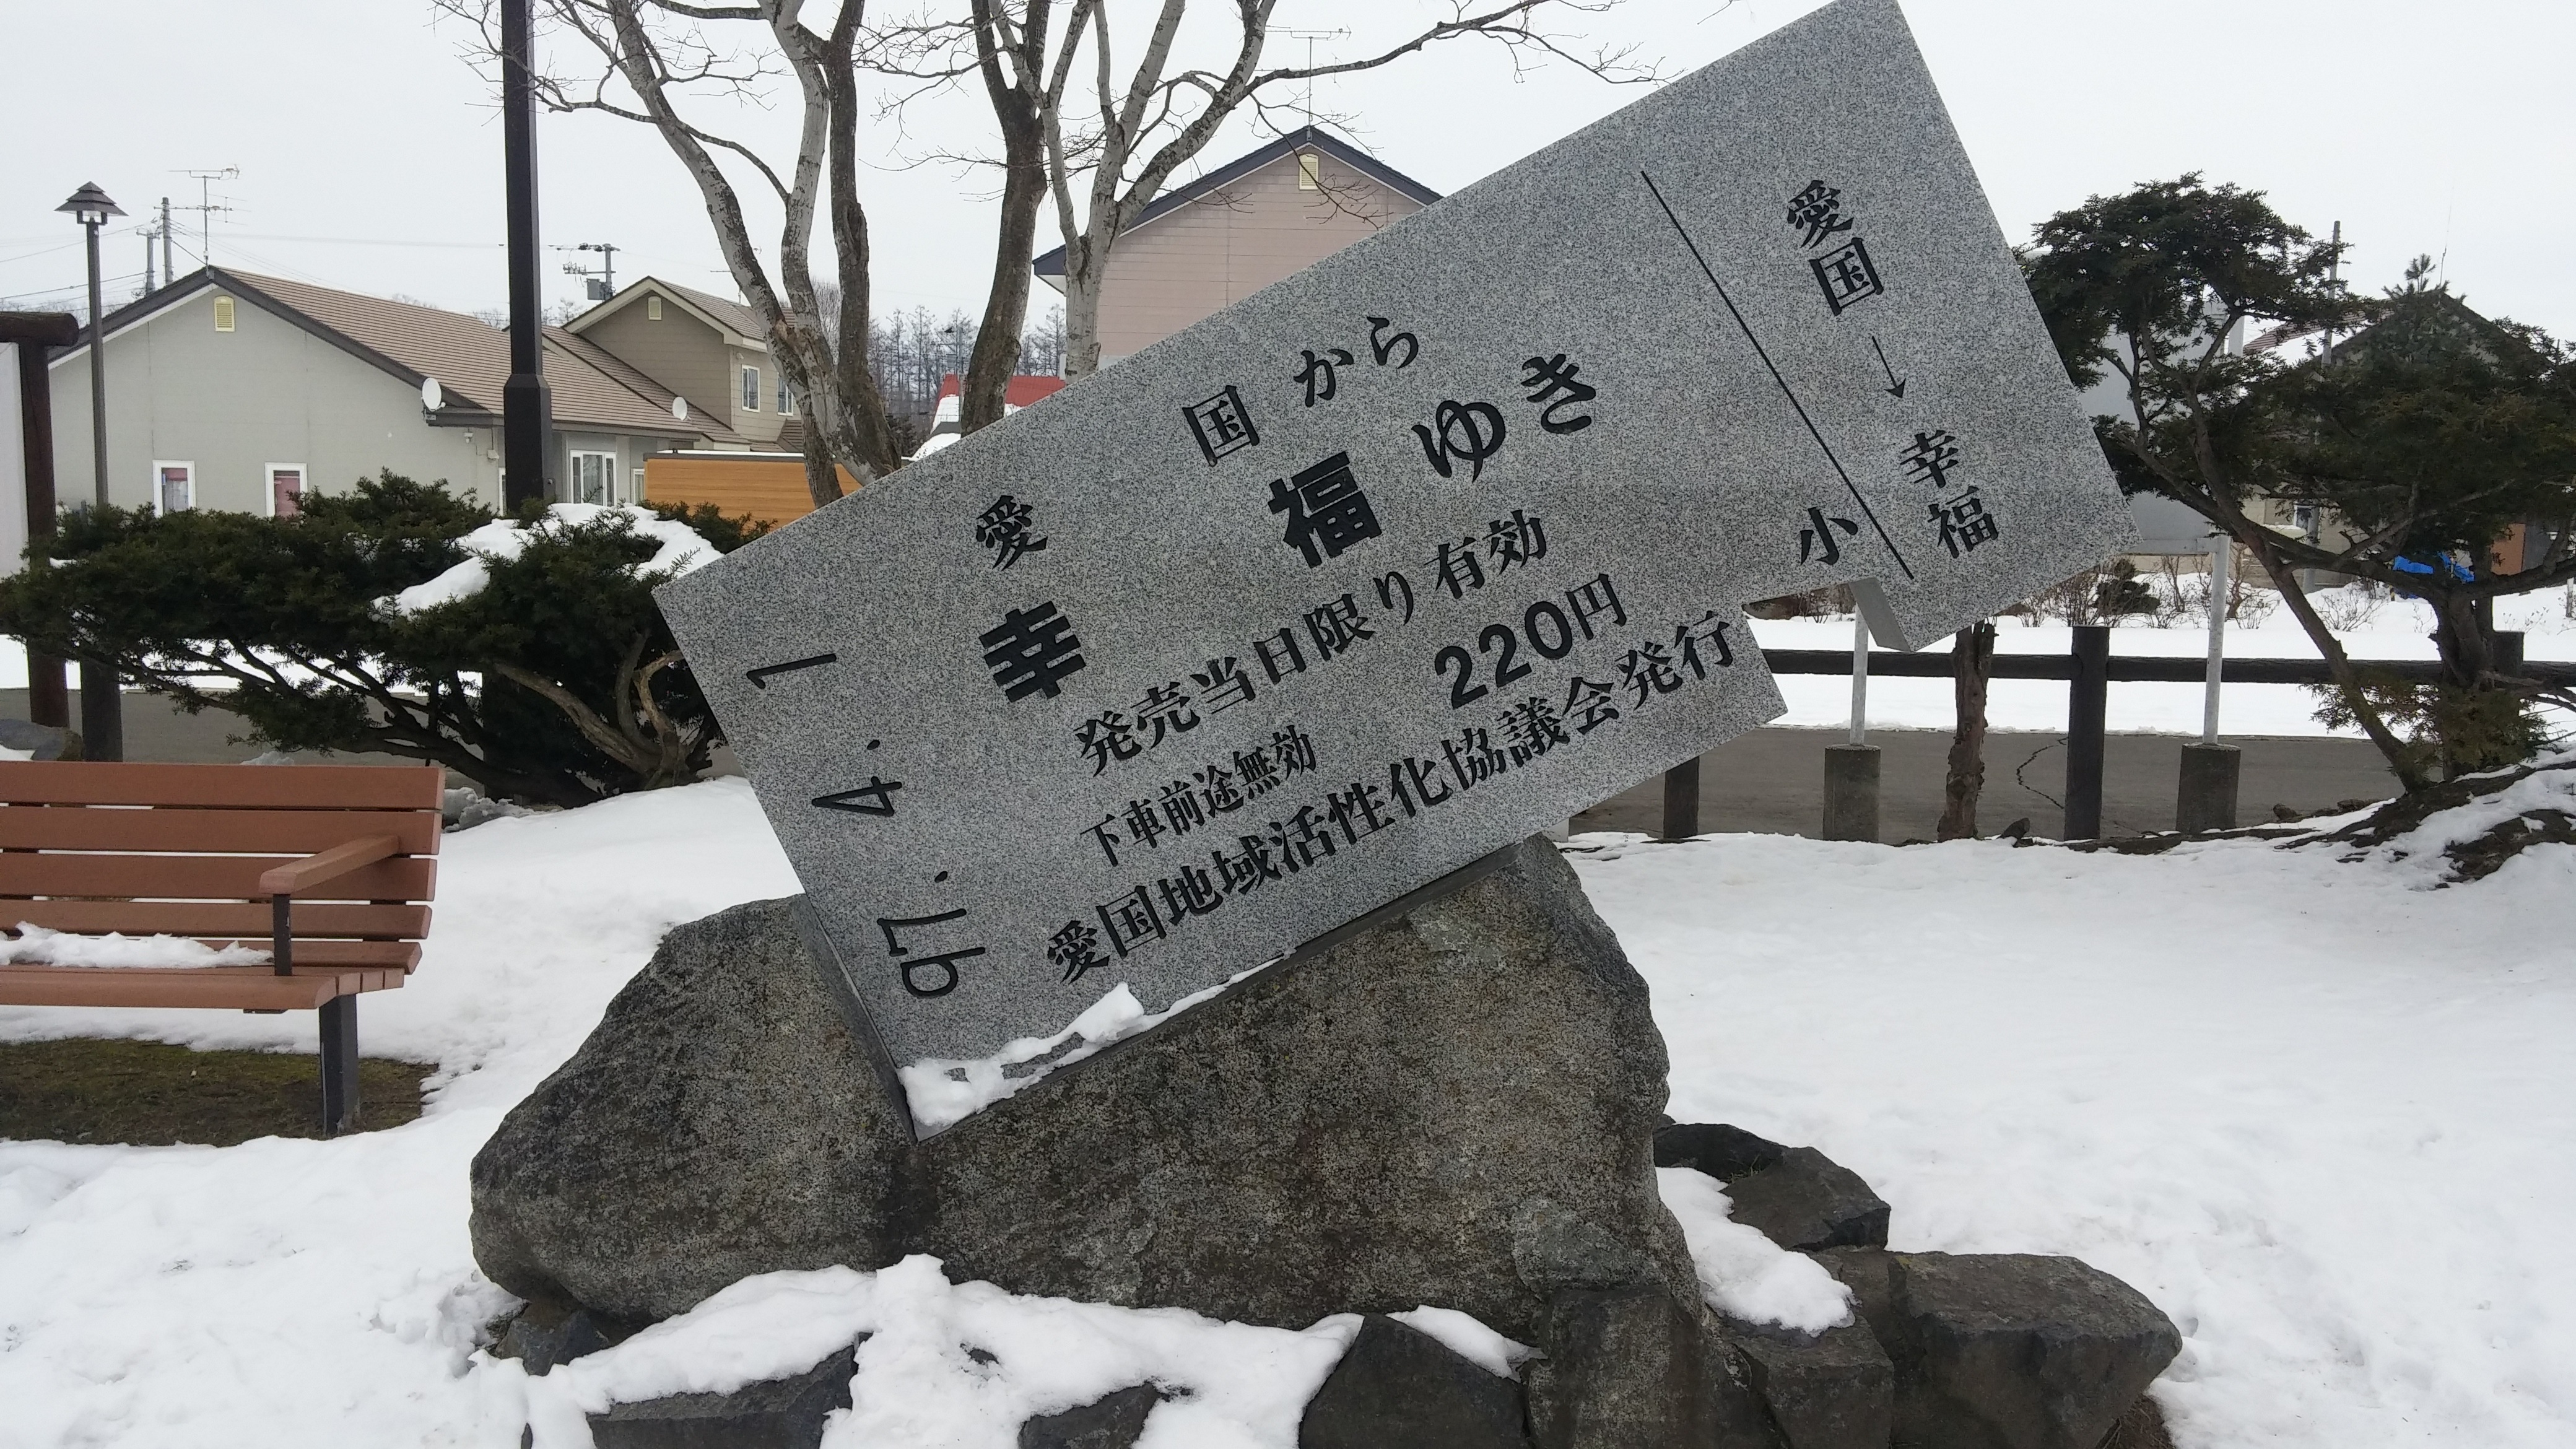 愛国→幸福
愛国から
幸福ゆき
発売当日限り有効
下車前途無効
220円
小
愛国地域活性化協議会発行
97.4.1